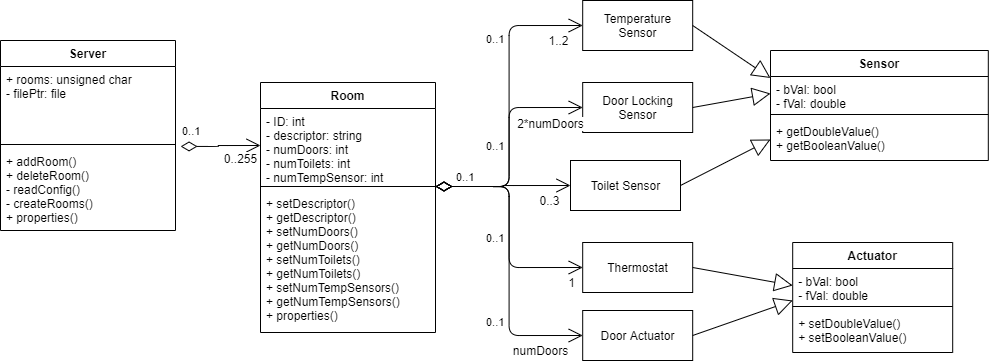 Server
+ rooms: unsigned char
- filePtr: file
+ addRoom()
+ deleteRoom()
- readConfig()
- createRooms()
+ properties()
0..1
0..255
Room
- ID: int
- descriptor: string
- numDoors: int
- numToilets: int
- numTempSensor: int
+ setDescriptor()
+ getDescriptor()
+ setNumDoors()
+ getNumDoors()
+ setNumToilets()
+ getNumToilets()
+ setNumTempSensors()
+ getNumTempSensors()
+ properties()
0..1
0..1
1..2
Temperature
Sensor
0..1
2*numDoors
Door Locking
Sensor
0..3
Toilet Sensor
0..1
1
Thermostat
0..1
numDoors
Door Actuator
Sensor
- bVal: bool
- fVal: double
+ getDoubleValue()
+ getBooleanValue()
Actuator
- bVal: bool
- fVal: double
+ setDoubleValue()
+ setBooleanValue()